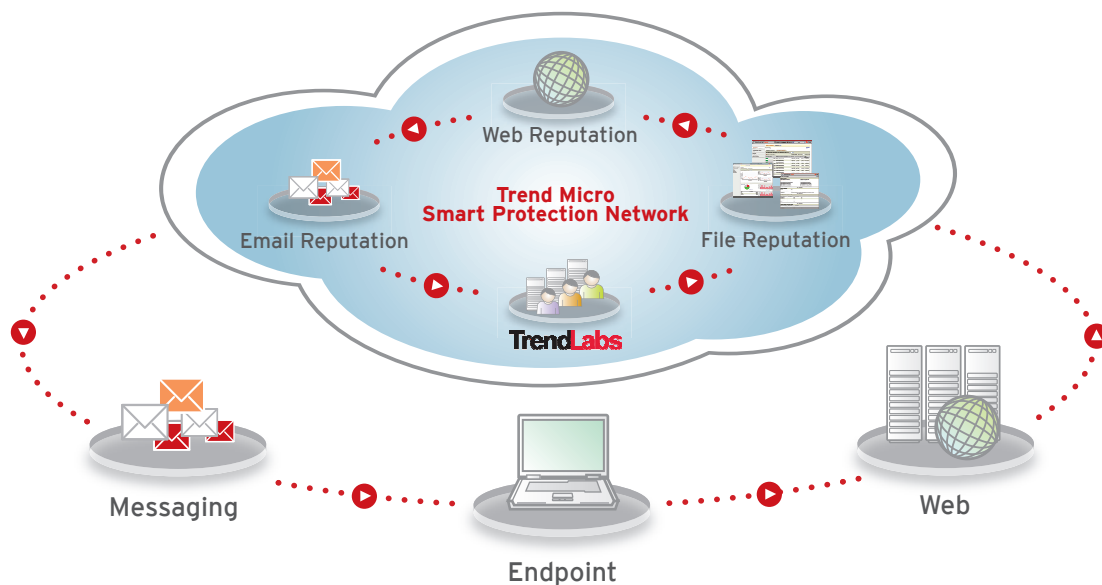 Web Reputation
Trend Micro
Smart Protection Network
Email Reputation
File Reputation
TrendLabs
Messaging
Web
Endpoint